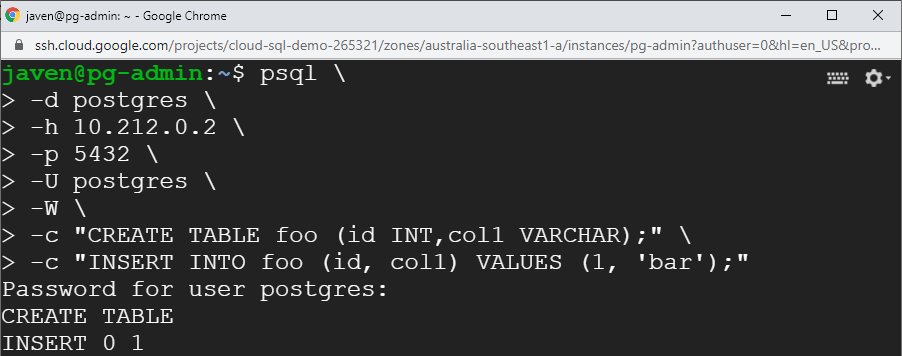 javen@pg-admin: ~ - Google Chrome
ssh.cloud.google.com/projects/cloud-sql-demo-265321/zones/australia-southeast1-a/instances/pg-admin?authuser=0&hl=en_US&pro...
javen@pg-admin:~$ psql \
> -d postgres \
> -h 10.212.0.2 \
> -p 5432 \
> -U postgres \
> -W \
> -c "CREATE TABLE foo (id INT,col1 VARCHAR);" \
> -c "INSERT INTO foo (id, col1) VALUES (1, 'bar');"
Password for user postgres:
CREATE TABLE
INSERT 0 1